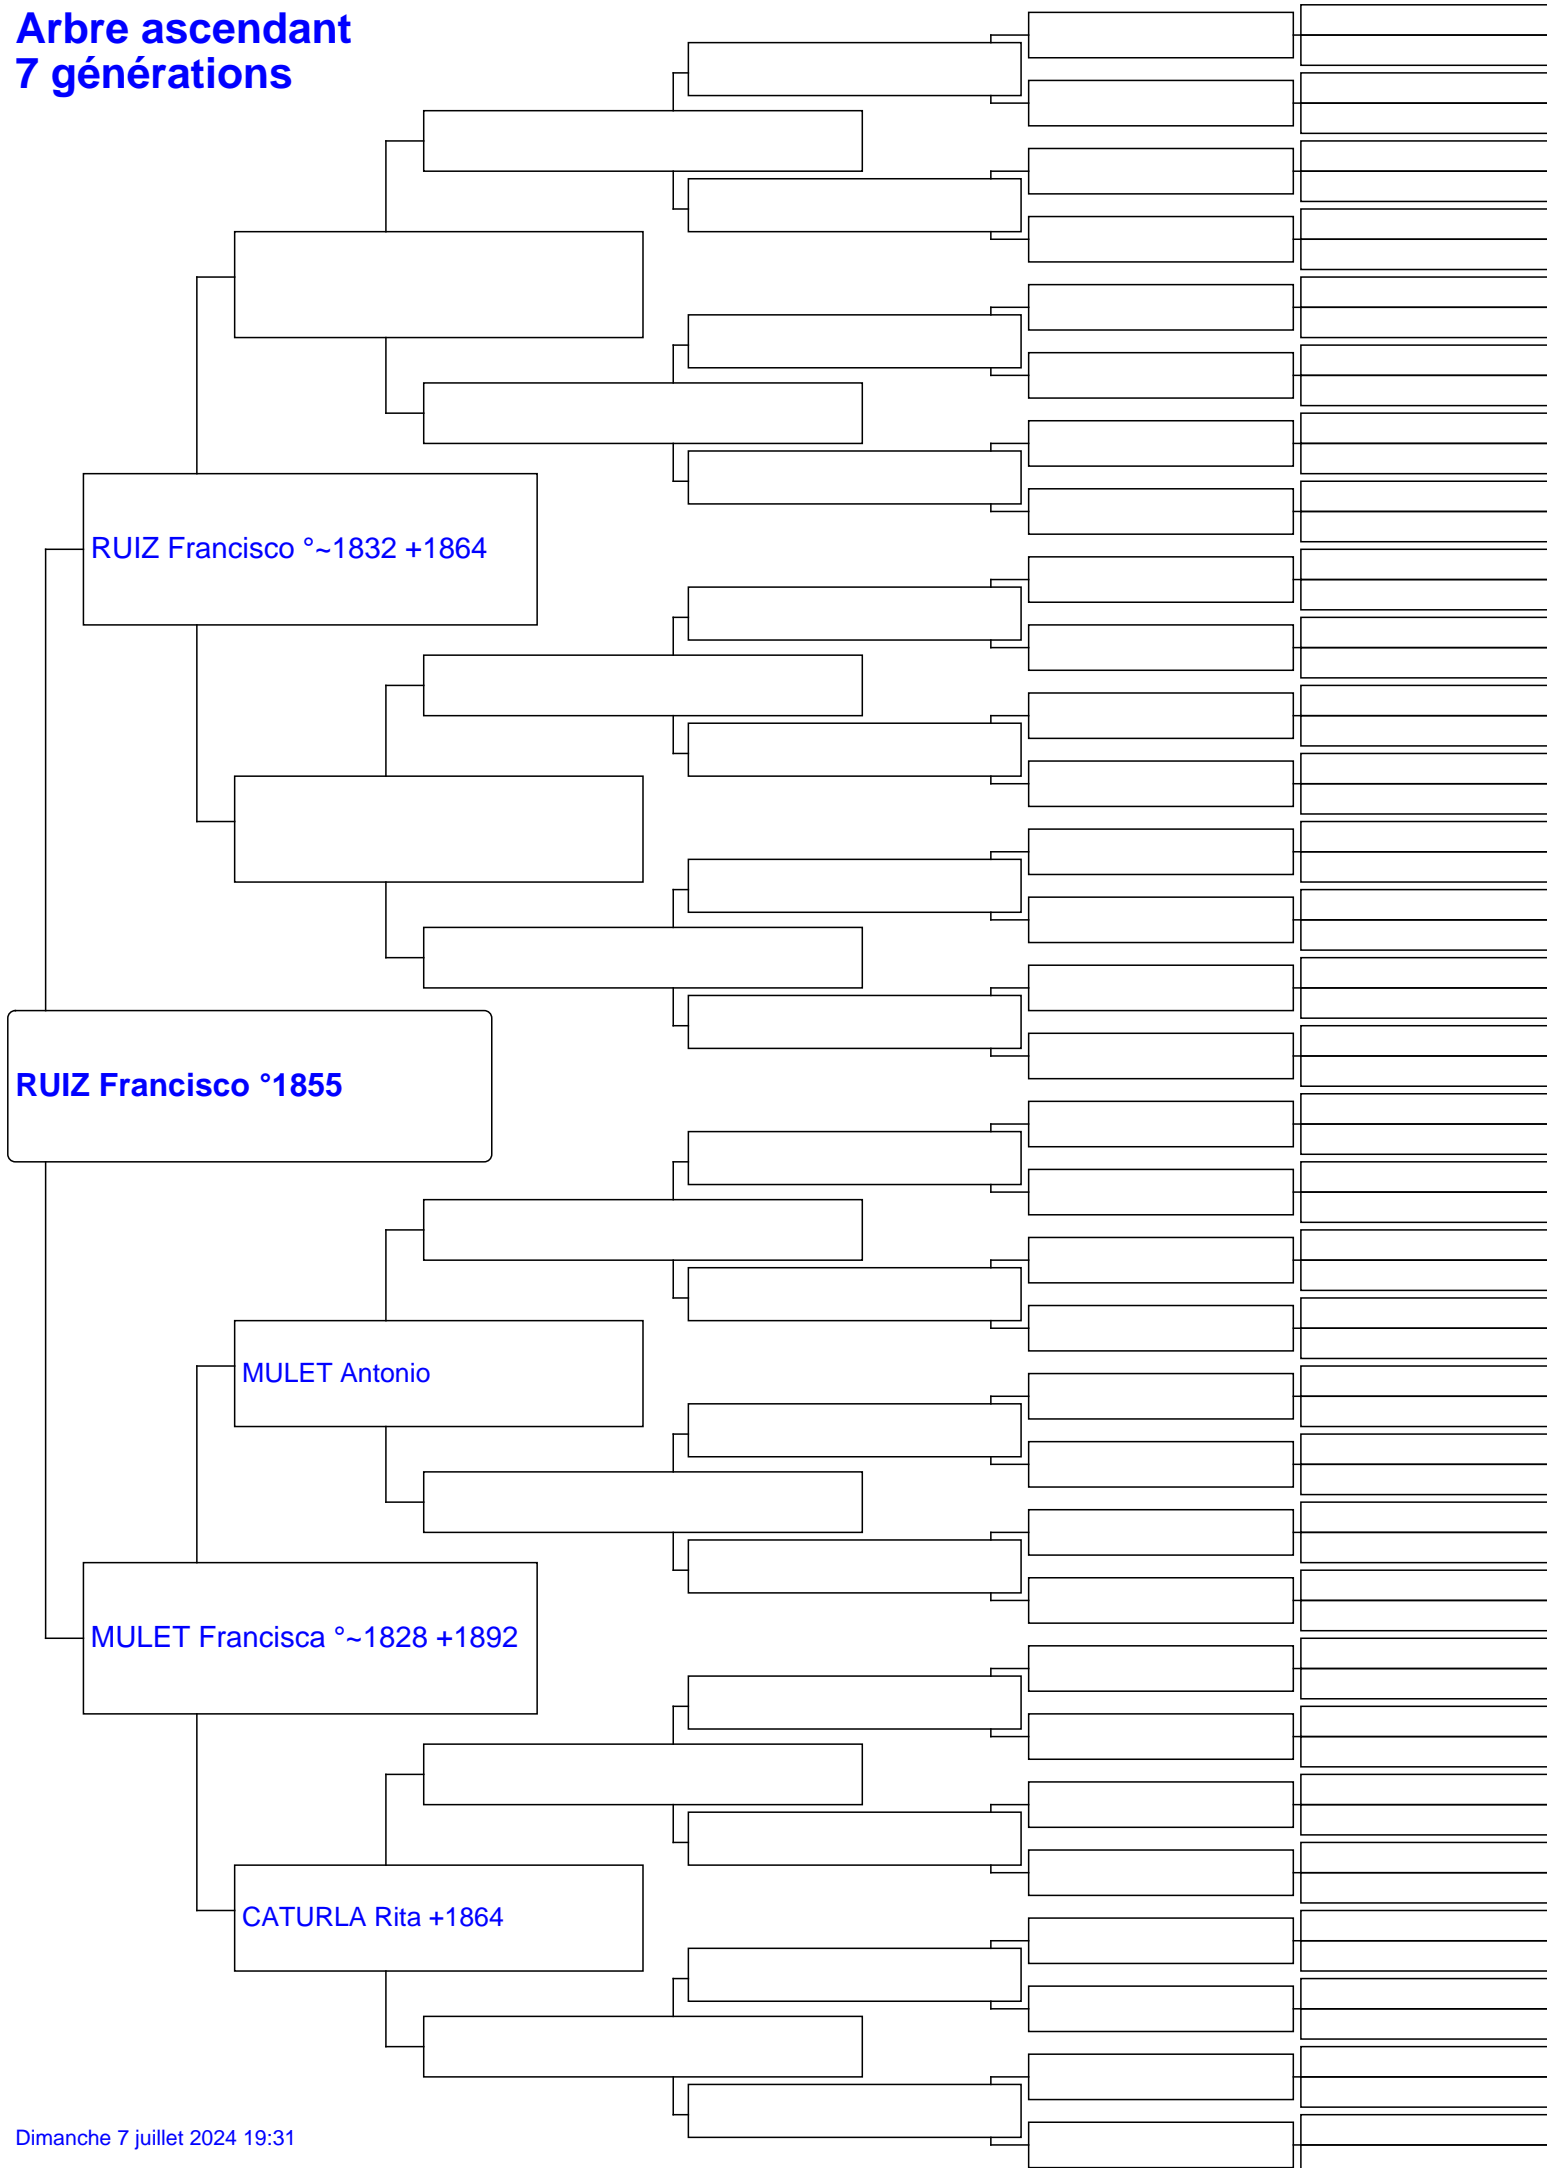 Arbre ascendant
7 générations
RUIZ Francisco °~1832 +1864
RUIZ Francisco °1855
MULET Antonio
MULET Francisca °~1828 +1892
CATURLA Rita +1864
Dimanche 7 juillet 2024 19:31